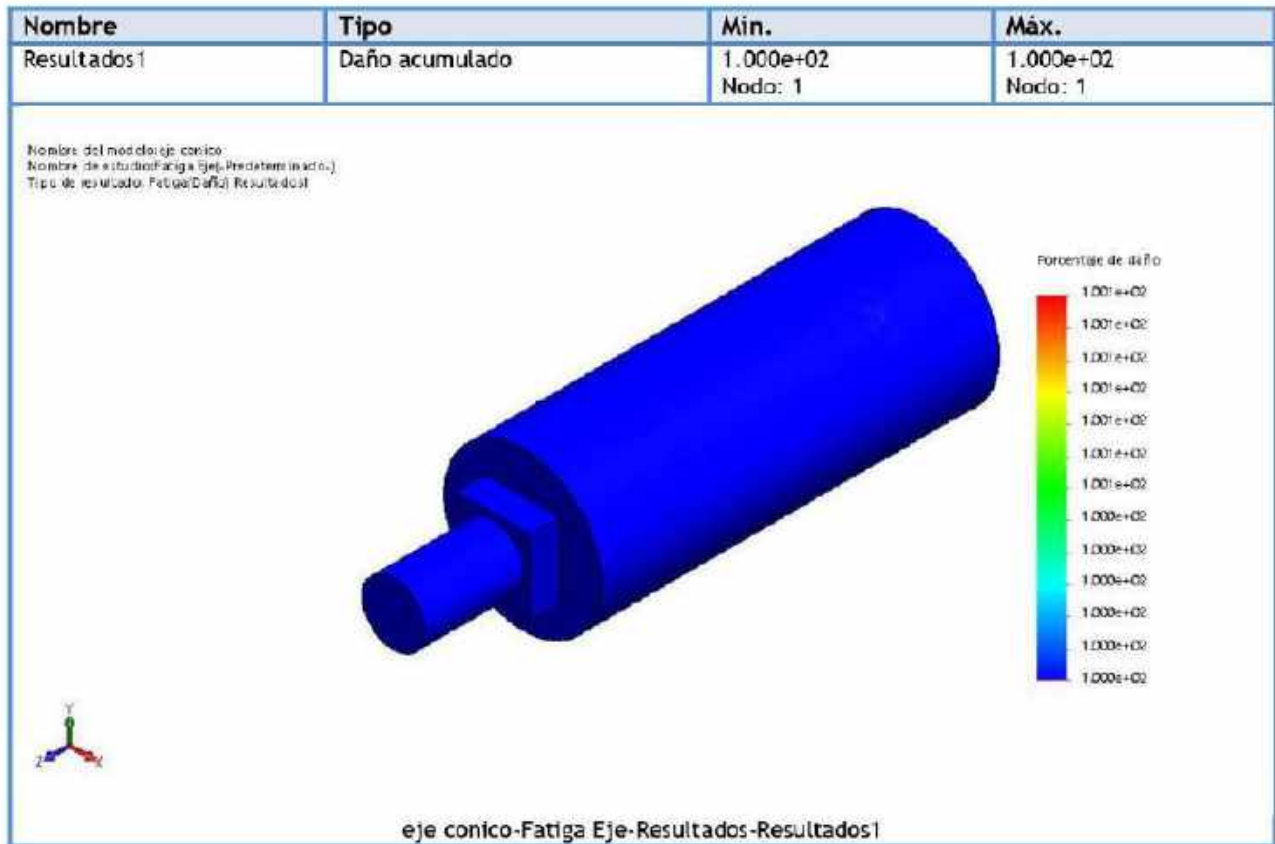 Nombre Tipo Min. Máx.
Resultados1 Daño acumulado 1.000e+02 1.000e+02
Nodo: 1 Nodo: 1
Nombre del modelo: eje conico
Nombre de estudio: Fatiga Eje(-Predeterminado-)
Tipo de resultado: Fatiga(Daño) Resultados1
Porcentaje de daño
1.001e+02
1.001e+02
1.001e+02
1.001e+02
1.001e+02
1.001e+02
1.001e+02
1.000e+02
1.000e+02
1.000e+02
1.000e+02
1.000e+02
1.000e+02
Y
Z X
eje conico-Fatiga Eje-Resultados-Resultados1